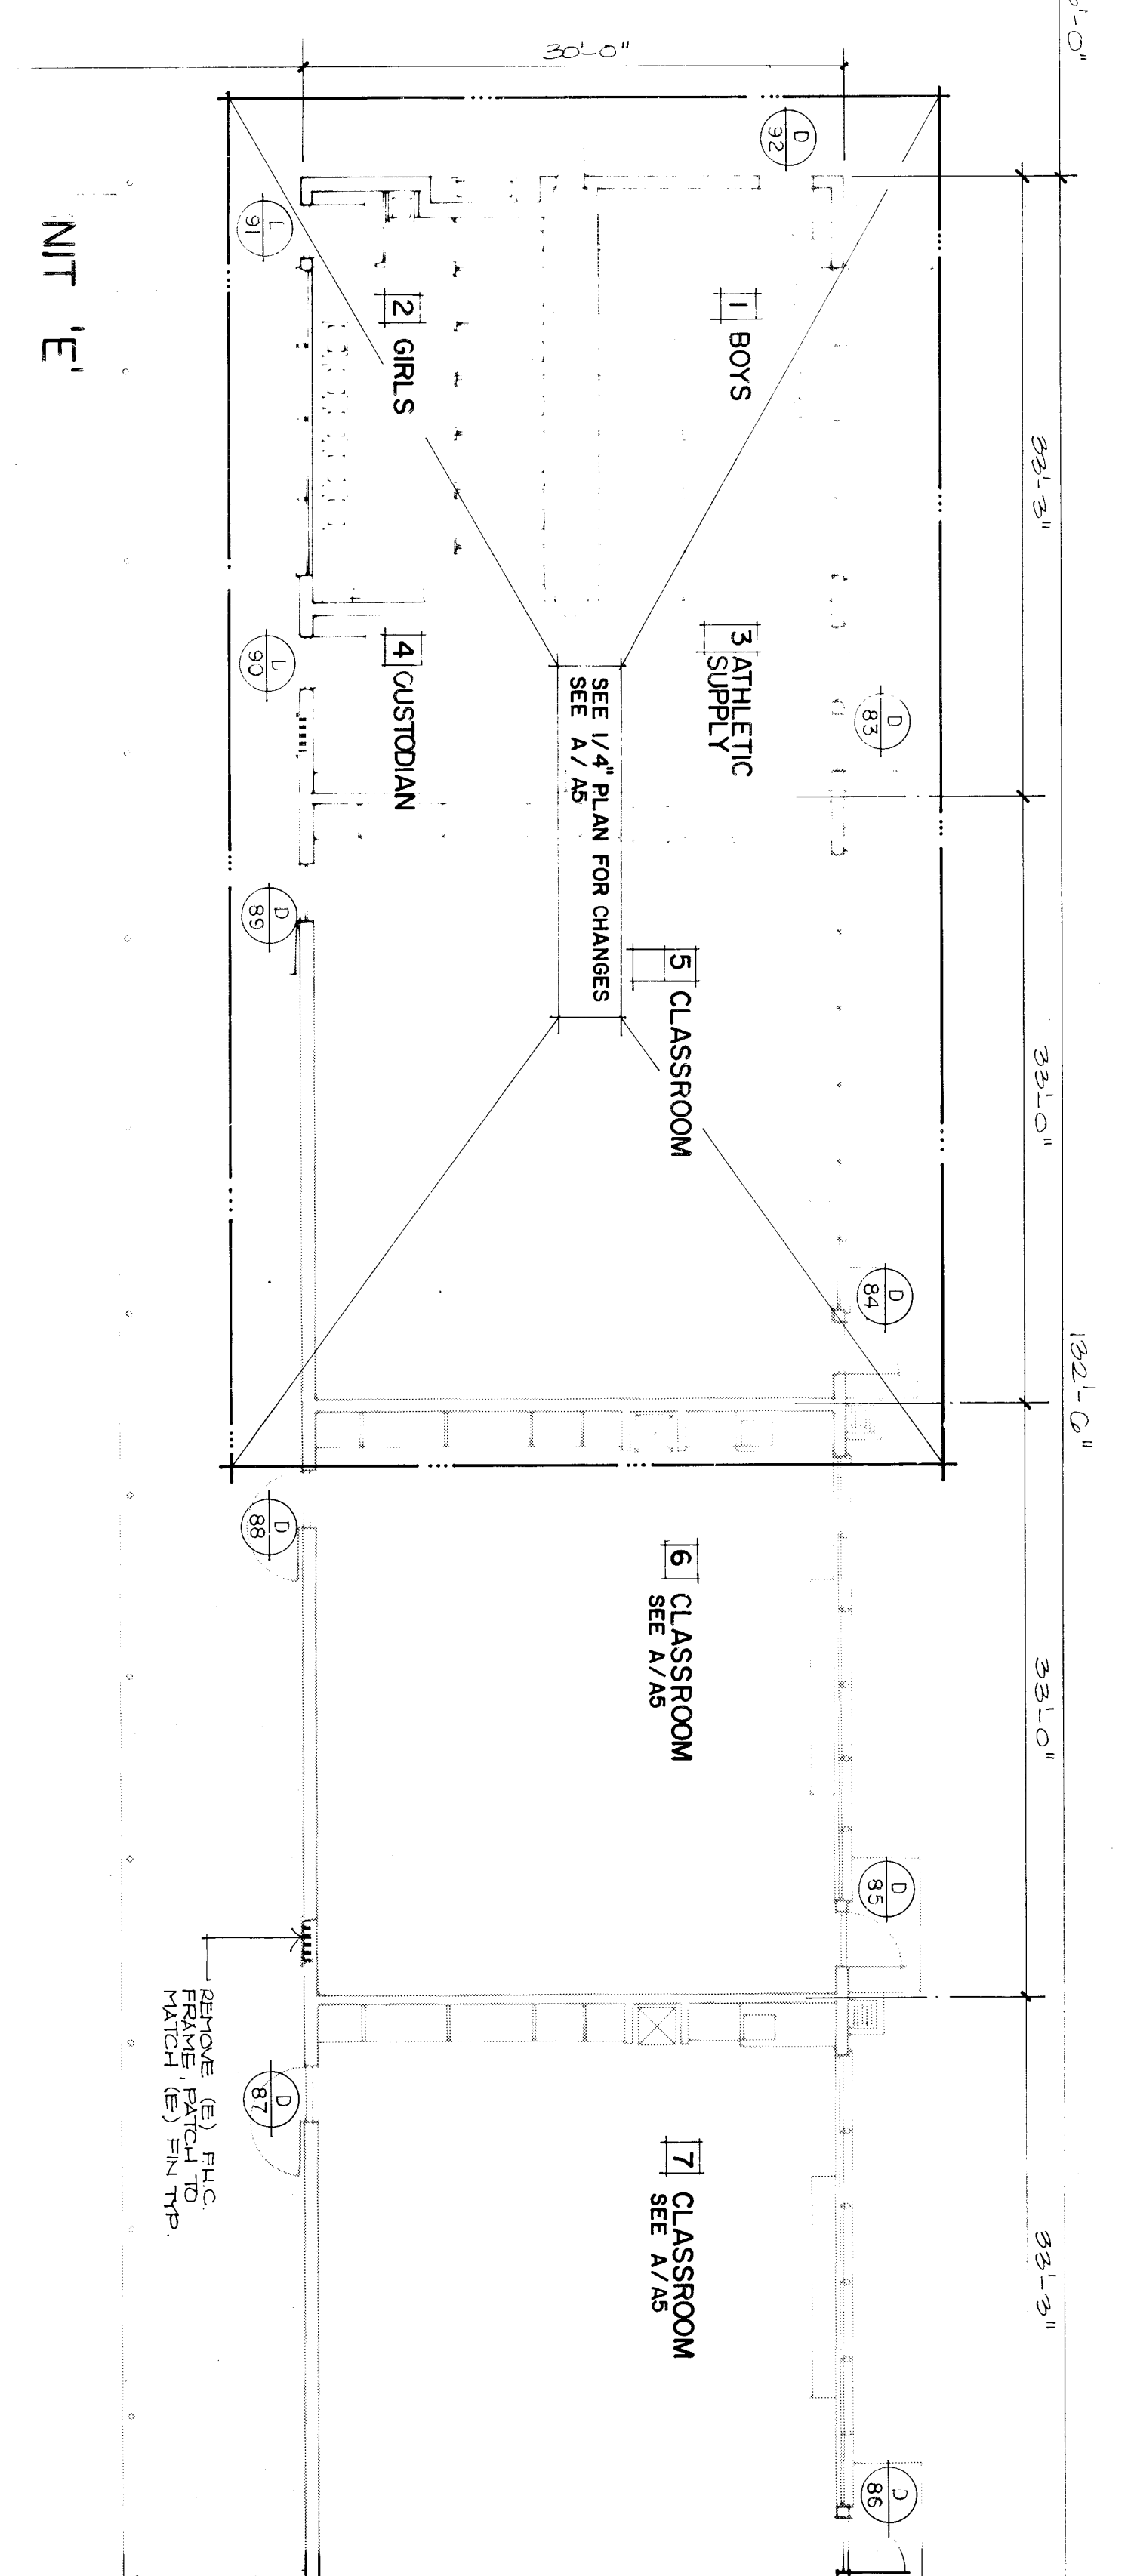 132'-6"
33'-3"
33'-0"
33'-0"
33'-3"
30'-0"
D
92
D
83
D
84
D
85
D
86
1 BOYS
3 ATHLETIC
SUPPLY
5 CLASSROOM
6 CLASSROOM
SEE A/A5
7 CLASSROOM
SEE A/A5
SEE 1/4" PLAN FOR CHANGES
SEE A/A5
2 GIRLS
4 CUSTODIAN
L
91
L
90
D
89
D
88
D
87
REMOVE (E) F.H.C.
FRAME, PATCH TO
MATCH (E) FIN TYP.
NIT 'E'